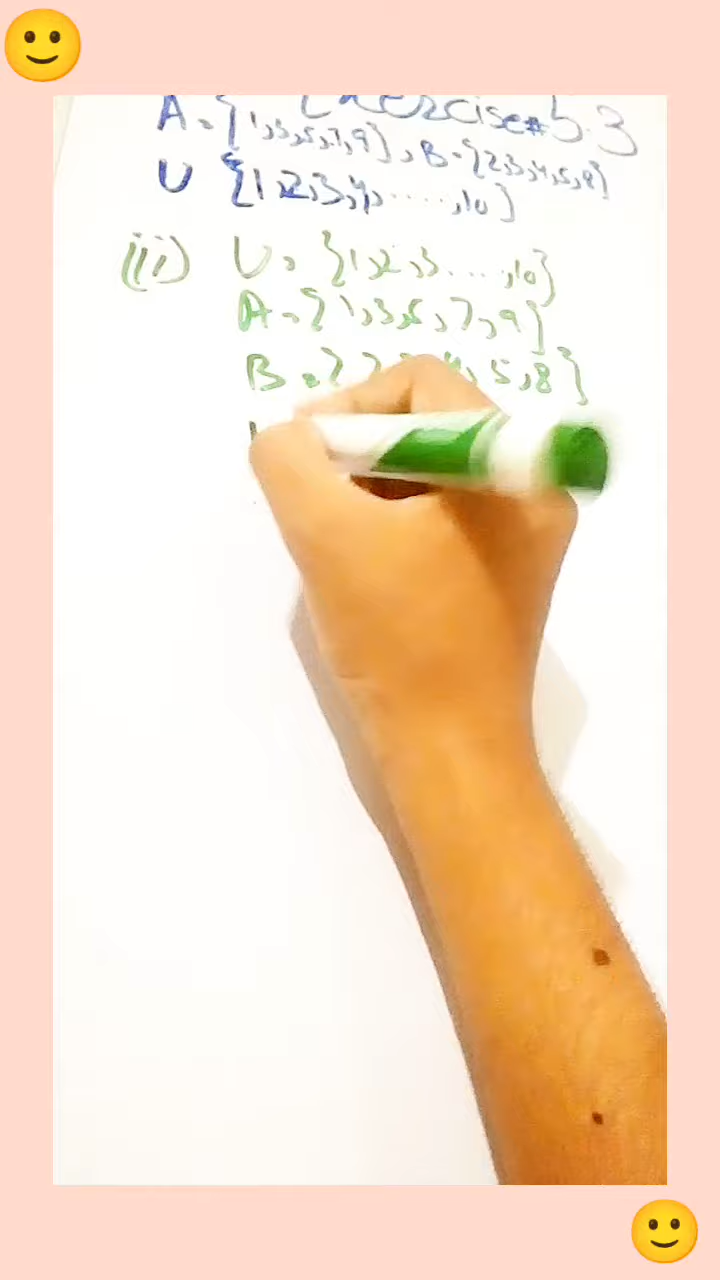 Exercise#5.3
A = {1,3,5,7,9}, B = {2,3,4,5,8}
U {1,2,3,4, ......,10}
(ii) U = {1,2,3....,10}
A = {1,3,5,7,9}
B = { 5,8}